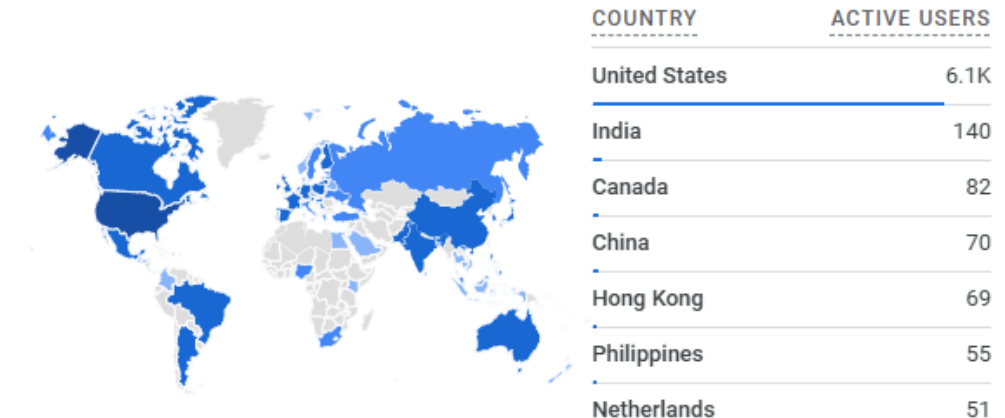 COUNTRY ACTIVE USERS
United States 6.1K
India 140
Canada 82
China 70
Hong Kong 69
Philippines 55
Netherlands 51